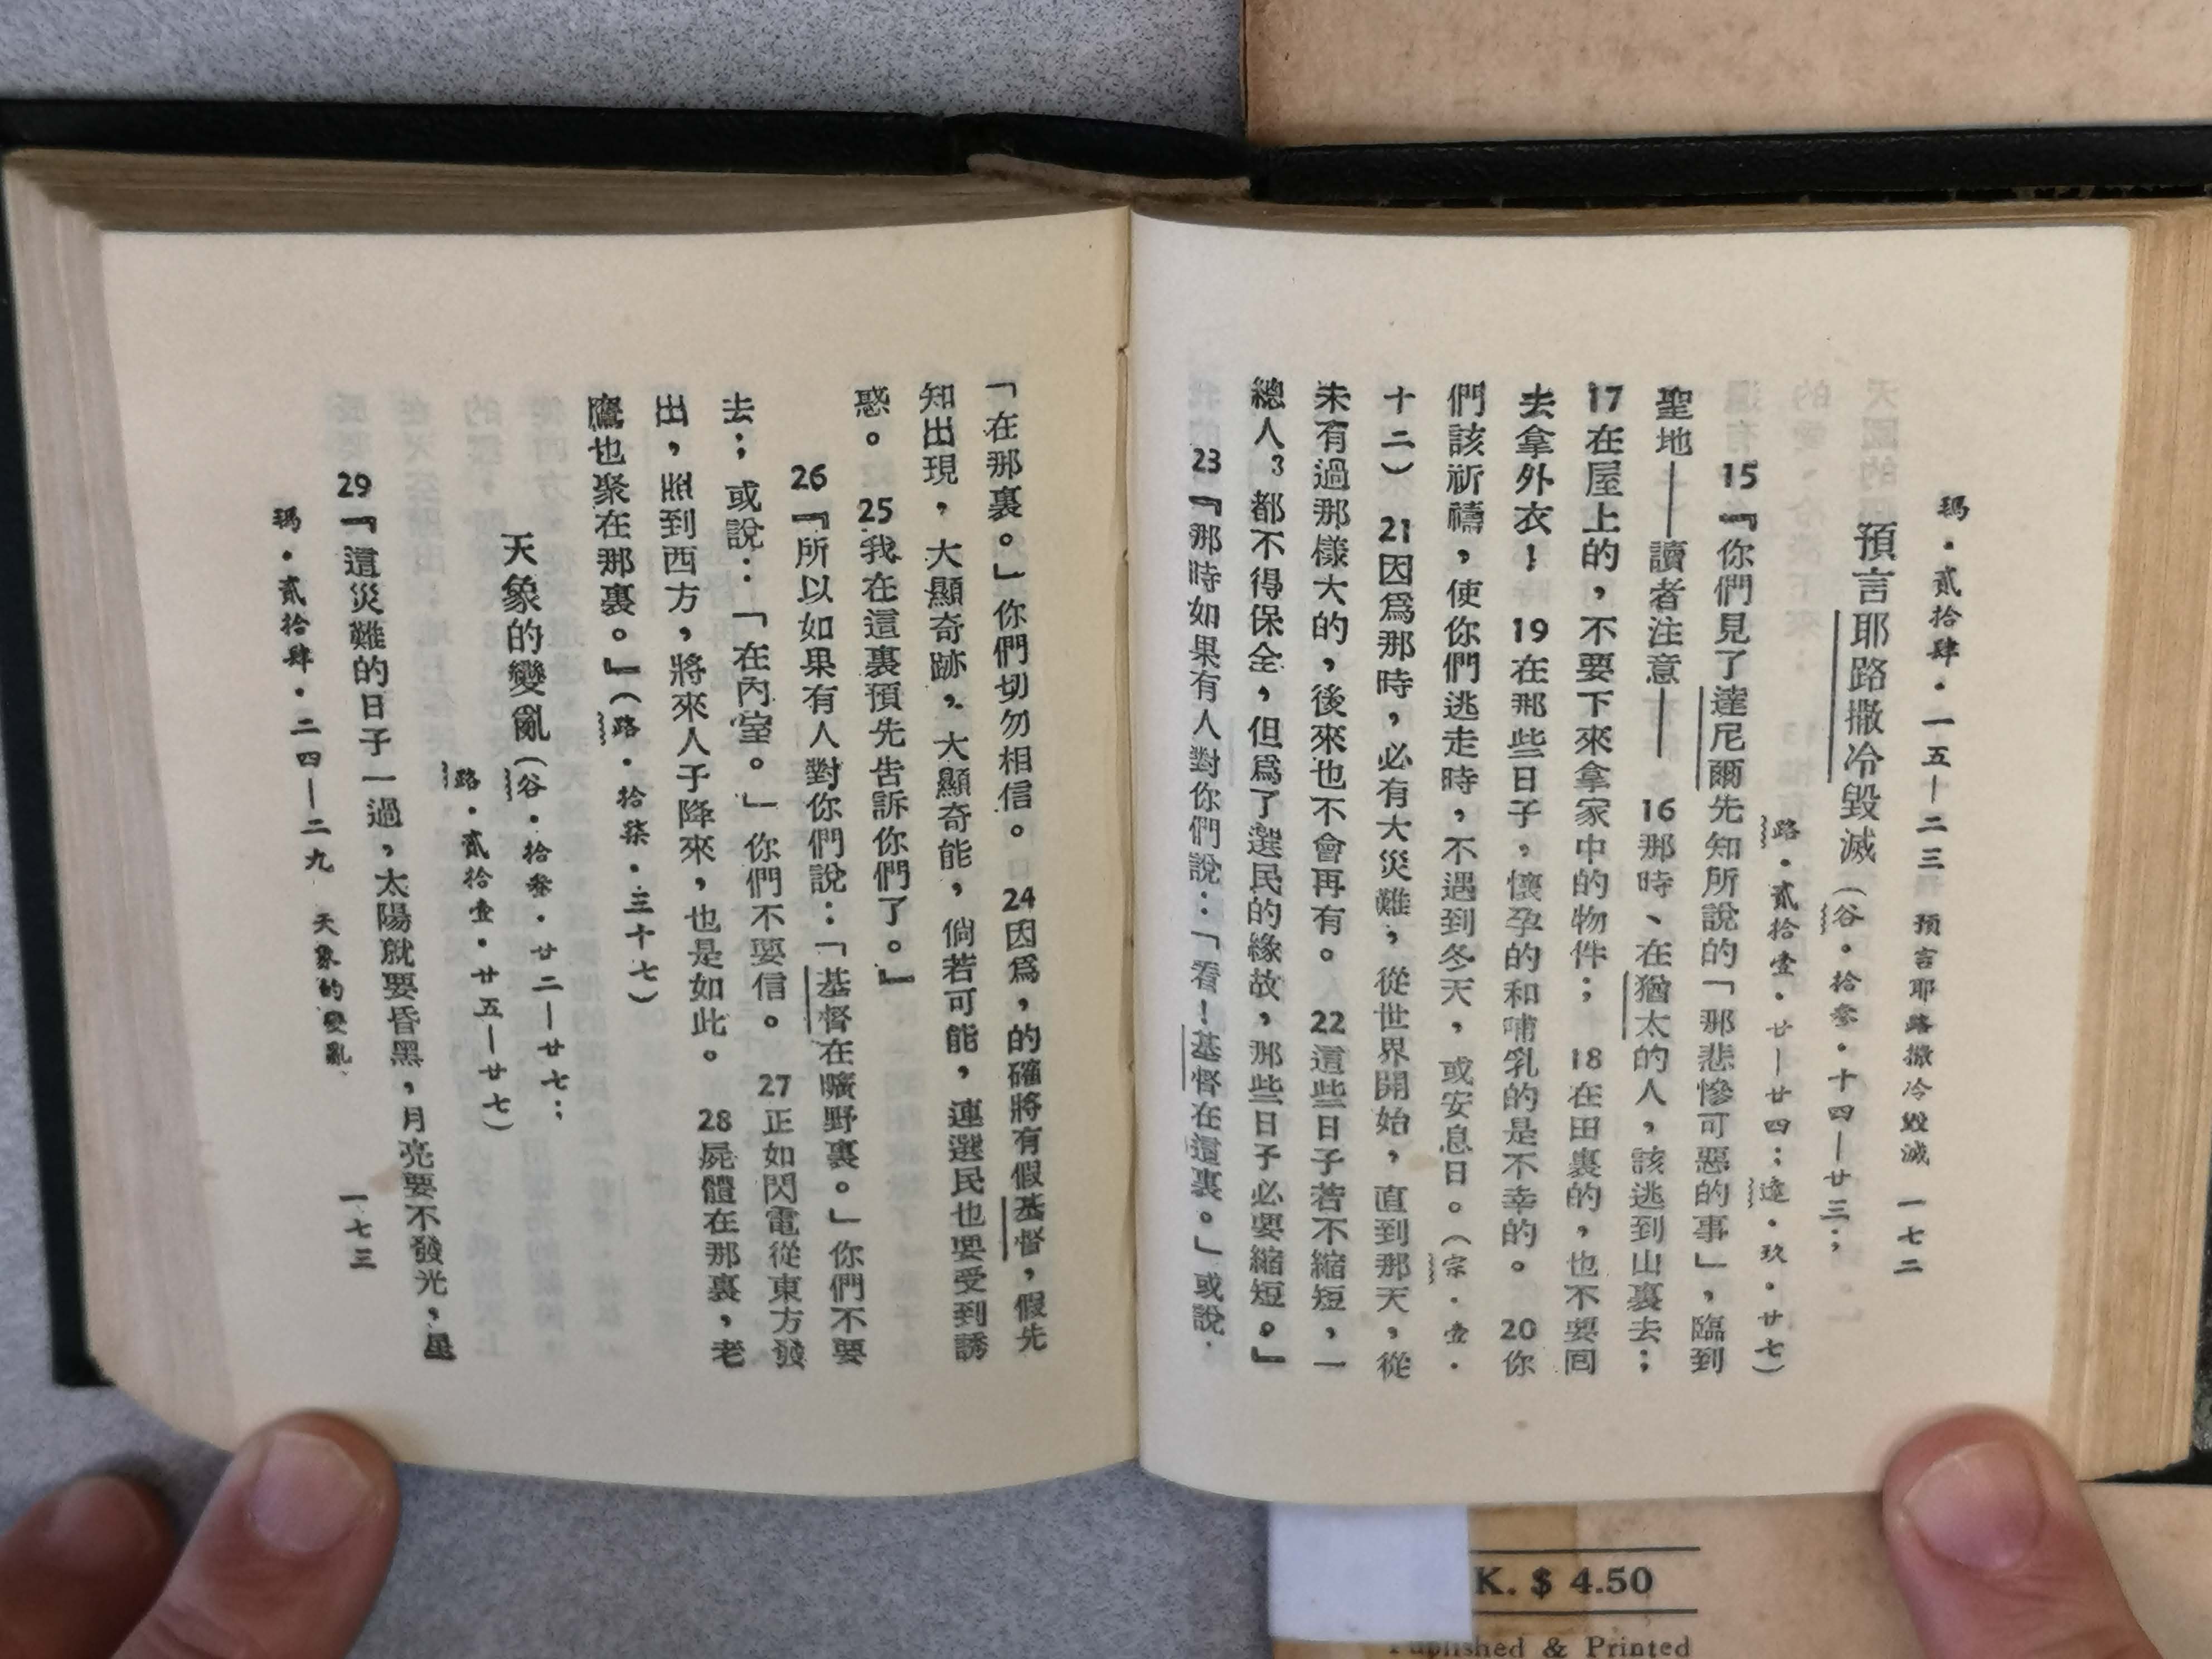 瑪·貳拾肆·一五—二三 預言耶路撒冷毀滅 一七二
預言耶路撒冷毀滅（谷·拾叁·十四—廿三；
路·貳拾壹·廿—廿四；達·玖·廿七）
15『你們見了達尼爾先知所說的「那悲慘可惡的事」，臨到
聖地——讀者注意—— 16那時、在猶太的人，該逃到山裏去；
17在屋上的，不要下來拿家中的物件； 18在田裏的，也不要囘
去拿外衣！ 19在那些日子，懷孕的和哺乳的是不幸的。 20你
們該祈禱，使你們逃走時，不遇到冬天，或安息日。（宗·壹·
十二） 21因爲那時，必有大災難，從世界開始，直到那天，從
未有過那樣大的，後來也不會再有。 22這些日子若不縮短，一
總人3都不得保全，但爲了選民的緣故，那些日子必要縮短。』
23『那時如果有人對你們說：「看！基督在這裏。」或說·
「在那裏。」你們切勿相信。 24因爲，的確將有假基督，假先
知出現，大顯奇跡，大顯奇能，倘若可能，連選民也要受到誘
惑。 25我在這裏預先告訴你們了。』
26『所以如果有人對你們說：「基督在曠野裏。」你們不要
去；或說：「在內室。」你們不要信。 27正如閃電從東方發
出，照到西方，將來人子降來，也是如此。 28屍體在那裏，老
鷹也聚在那裏。』（路·拾柒·三十七）
天象的變亂（谷·拾叁·廿二—廿七；
路·貳拾壹·廿五—廿七）
29『這災難的日子一過，太陽就要昏黑，月亮要不發光，星
瑪·貳拾肆·二四—二九 天象的變亂 一七三
K. $ 4.50
Published & Printed